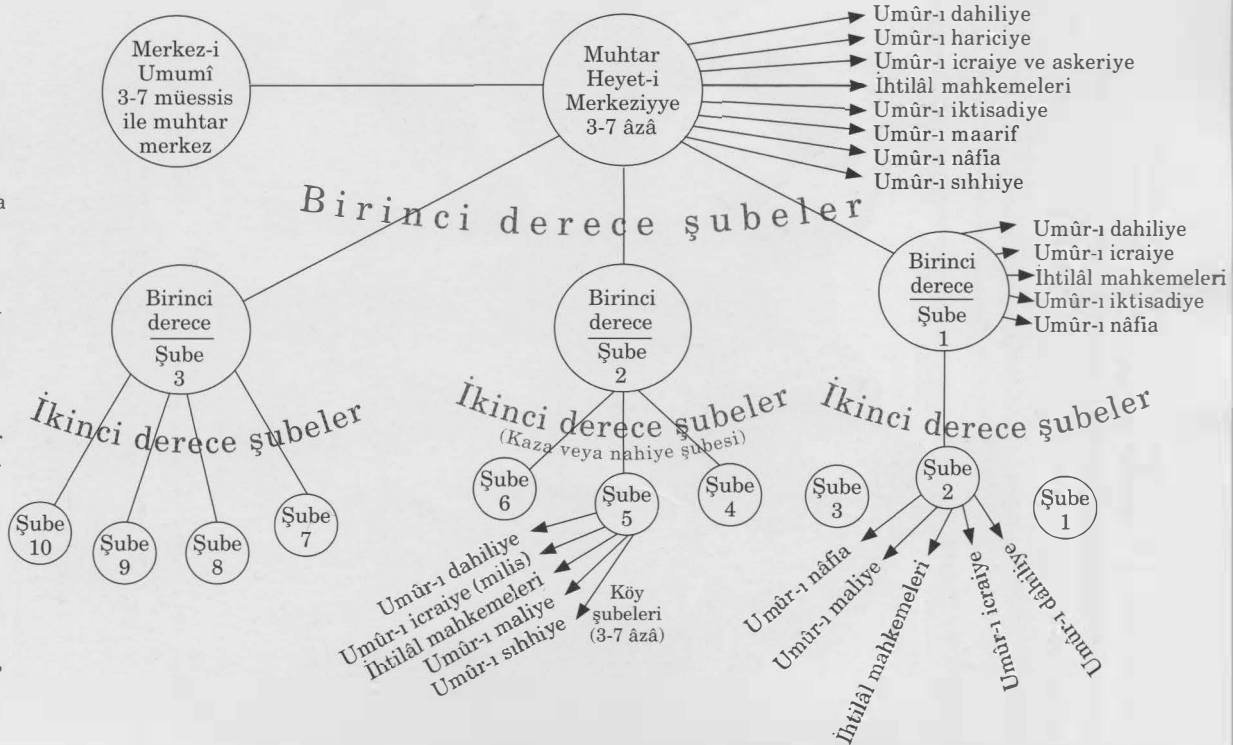 Merkez-i
Umumî
3-7 müessis
ile muhtar
merkez
Muhtar
Heyet-i
Merkeziyye
3-7 âzâ
Umûr-ı dahiliye
Umûr-ı hariciye
Umûr-ı icraiye ve askeriye
İhtilâl mahkemeleri
Umûr-ı iktisadiye
Umûr-ı maarif
Umûr-ı nâfia
Umûr-ı sıhhiye
Birinci derece şubeler
Birinci
derece
Şube
3
Birinci
derece
Şube
2
Birinci
derece
Şube
1
Umûr-ı dahiliye
Umûr-ı icraiye
İhtilâl mahkemeleri
Umûr-ı iktisadiye
Umûr-ı nâfia
İkinci derece şubeler
İkinci derece şubeler
(Kaza veya nahiye şubesi)
İkinci derece şubeler
Şube
10
Şube
9
Şube
8
Şube
7
Şube
6
Şube
5
Şube
4
Şube
3
Şube
2
Şube
1
Umûr-ı dahiliye
Umûr-ı icraiye (milis)
İhtilâl mahkemeleri
Umûr-ı maliye
Umûr-ı sıhhiye
Köy
şubeleri
(3-7 âzâ)
Umûr-ı nâfia
Umûr-ı maliye
İhtilâl mahkemeleri
Umûr-ı icraiye
Umûr-ı dâhiliye